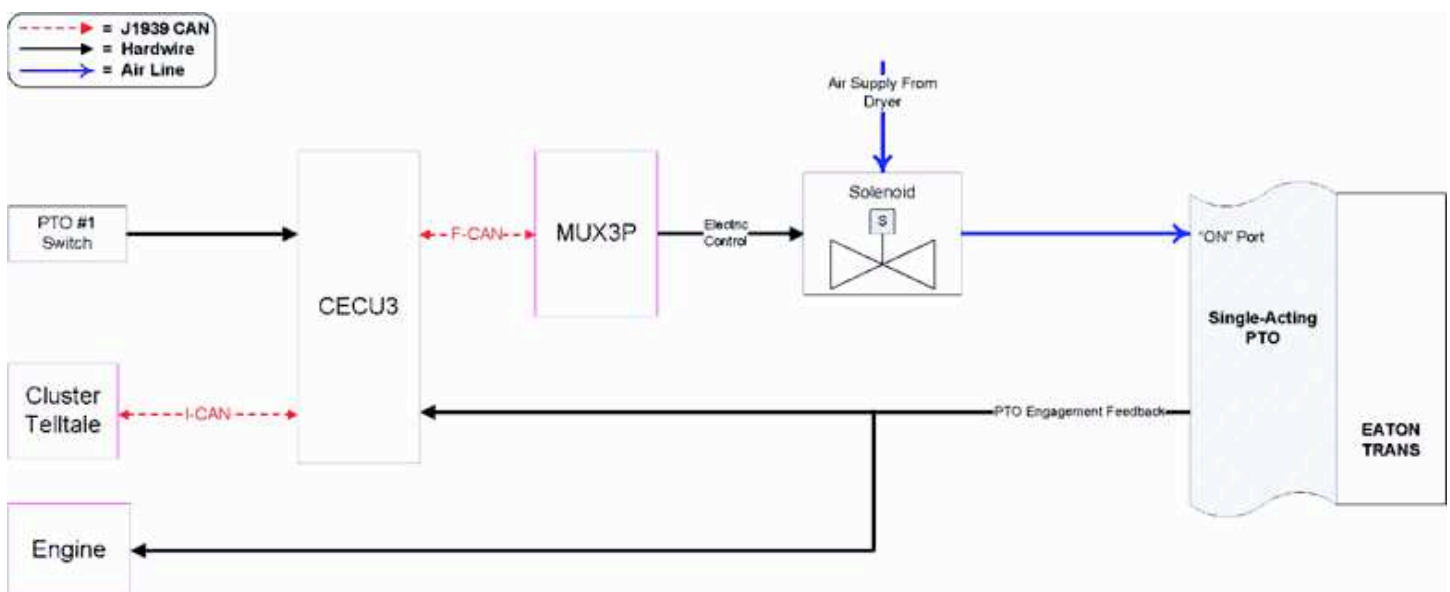 = J1939 CAN
= Hardwire
= Air Line
Air Supply From
Dryer
PTO #1
Switch
CECU3
F-CAN
MUX3P
Electric
Control
Solenoid
S
"ON" Port
Single-Acting
PTO
Cluster
Telltale
I-CAN
PTO Engagement Feedback
EATON
TRANS
Engine